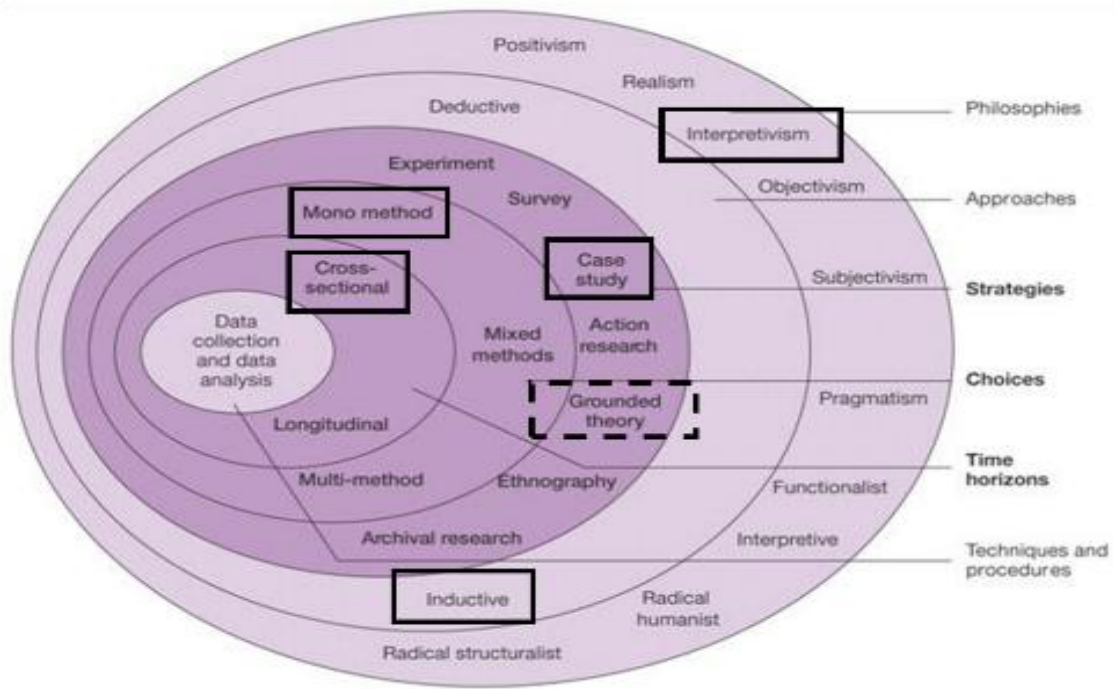 Positivism
Realism
Philosophies
Deductive
Interpretivism
Experiment
Objectivism
Approaches
Survey
Mono method
Case
study
Cross-
sectional
Subjectivism
Strategies
Data
collection
and data
analysis
Mixed
methods
Action
research
Choices
Grounded
theory
Pragmatism
Longitudinal
Time
horizons
Multi-method
Ethnography
Functionalist
Archival research
Interpretive
Techniques and
procedures
Inductive
Radical
humanist
Radical structuralist